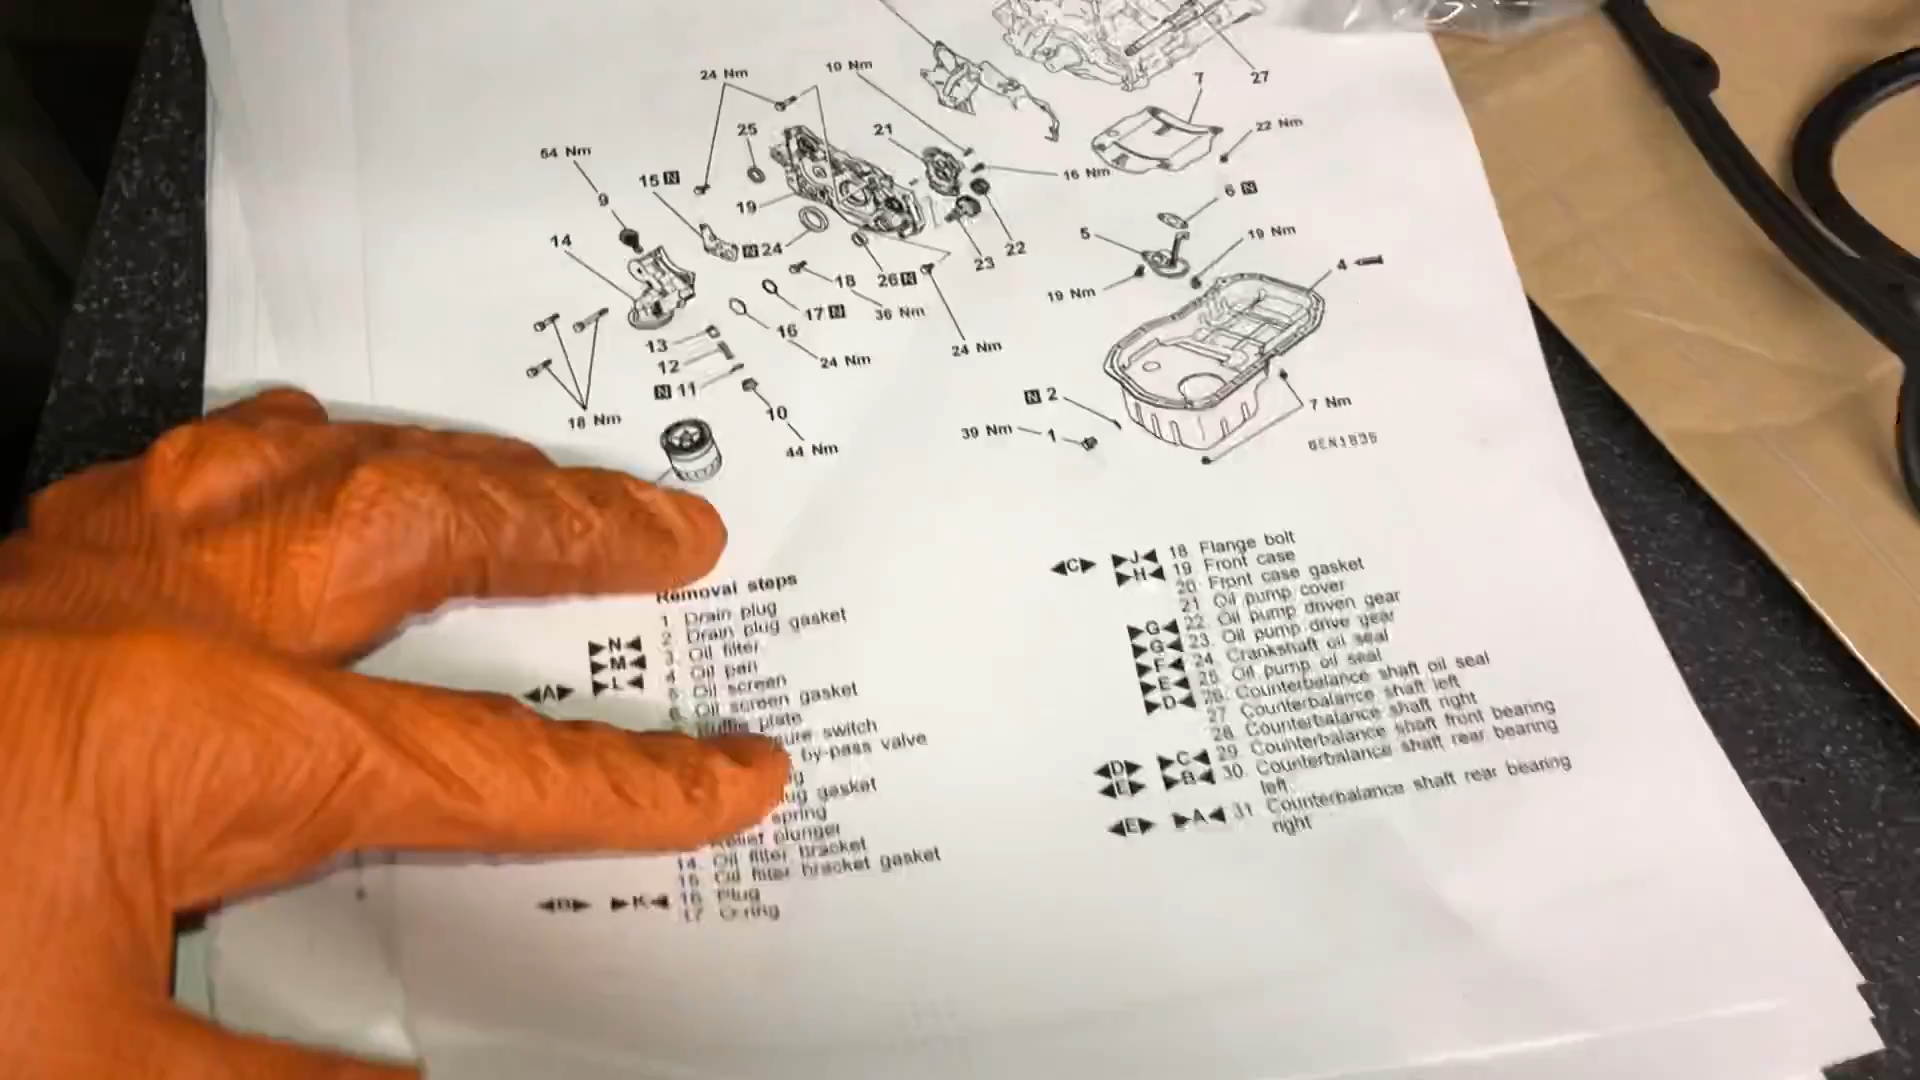 24 Nm
10 Nm
7
27
25
21
22 Nm
54 Nm
15 N
16 Nm
9
19
6 N
14
N 24
5
19 Nm
22
23
4
18
26 N
19 Nm
17 N
36 Nm
13
16
12
24 Nm
24 Nm
N 11
N 2
7 Nm
18 Nm
10
39 Nm
1
44 Nm
6EN1835
Removal steps
1. Drain plug
2. Drain plug gasket
►N◄ 3. Oil filter
►M◄ 4. Oil pan
◄A► ►L◄ 5. Oil screen
6. Oil screen gasket
plate
switch
by-pass valve
gasket
spring
plunger
14. Oil filter bracket
15. Oil filter bracket gasket
◄B► ►K◄ 16. Plug
17. O-ring
◄C► ►J◄ 18. Flange bolt
►H◄ 19. Front case
20. Front case gasket
21. Oil pump cover
►G◄ 22. Oil pump driven gear
►G◄ 23. Oil pump drive gear
►F◄ 24. Crankshaft oil seal
►E◄ 25. Oil pump oil seal
►D◄ 26. Counterbalance shaft oil seal
27. Counterbalance shaft left
28. Counterbalance shaft right
◄D► ►C◄ 29. Counterbalance shaft front bearing
◄E► ►B◄ 30. Counterbalance shaft rear bearing
left
◄E► ►A◄ 31. Counterbalance shaft rear bearing
right